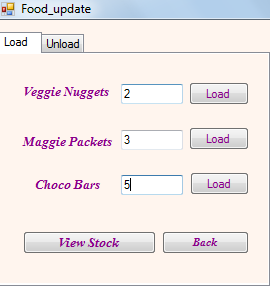 Food_update
Load Unload
Veggie Nuggets 2 Load
Maggie Packets 3 Load
Choco Bars 5 Load
View Stock Back